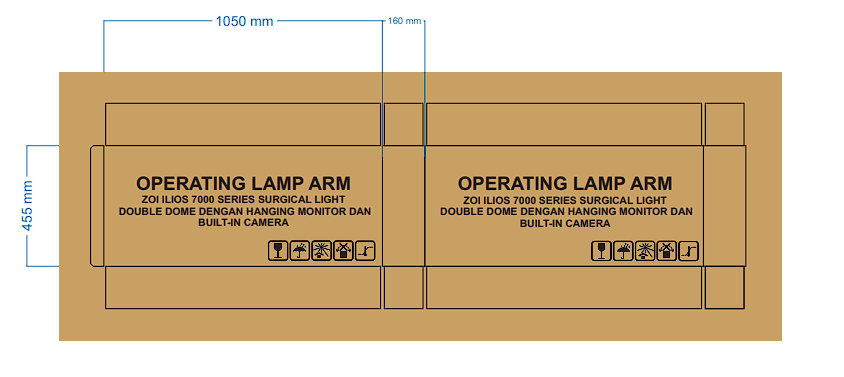 1050 mm
160 mm
455 mm
OPERATING LAMP ARM
ZOI ILIOS 7000 SERIES SURGICAL LIGHT
DOUBLE DOME DENGAN HANGING MONITOR DAN
BUILT-IN CAMERA
OPERATING LAMP ARM
ZOI ILIOS 7000 SERIES SURGICAL LIGHT
DOUBLE DOME DENGAN HANGING MONITOR DAN
BUILT-IN CAMERA